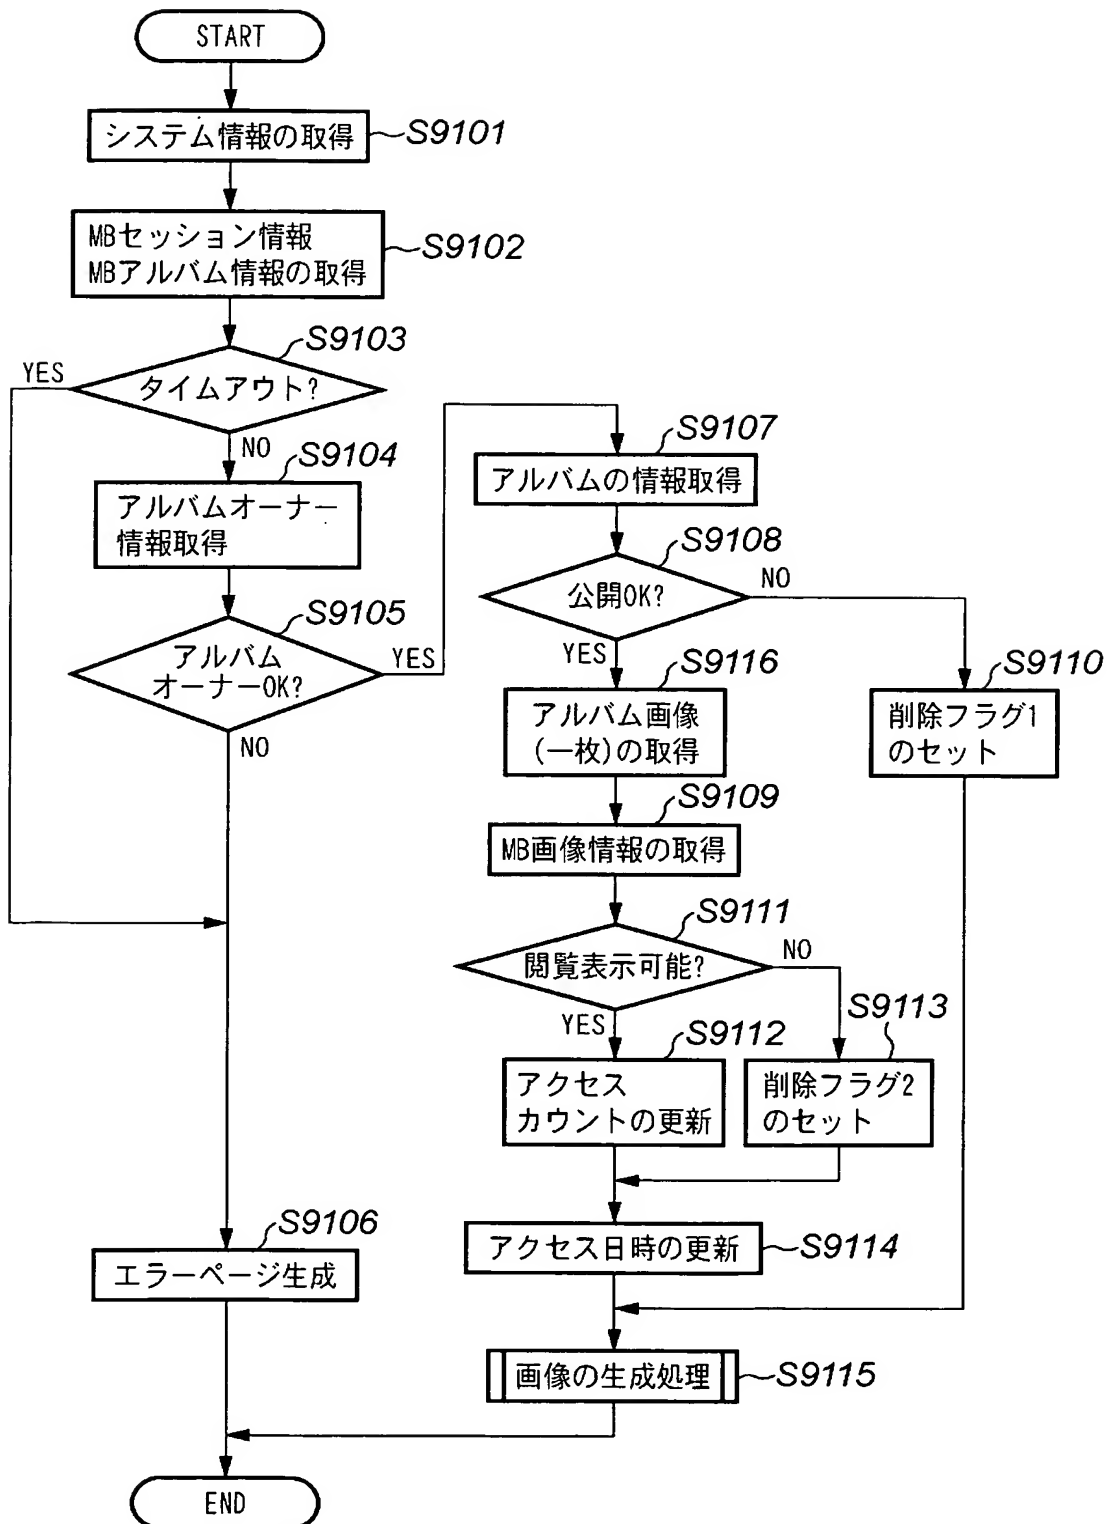 START
システム情報の取得
S9101
MBセッション情報
MBアルバム情報の取得
S9102
S9103
YES
タイムアウト?
NO
S9104
アルバムオーナー
情報取得
S9105
アルバム
オーナーOK?
YES
NO
S9107
アルバムの情報取得
S9108
公開OK?
NO
YES
S9116
アルバム画像
(一枚)の取得
S9110
削除フラグ1
のセット
S9109
MB画像情報の取得
S9111
閲覧表示可能?
NO
YES
S9112
アクセス
カウントの更新
S9113
削除フラグ2
のセット
S9106
エラーページ生成
アクセス日時の更新
S9114
画像の生成処理
S9115
END